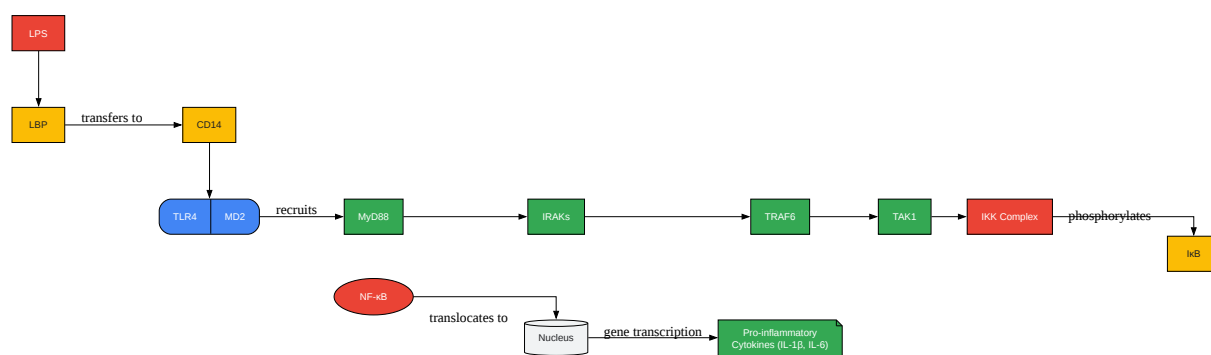 LPS
LBP
transfers to
CD14
TLR4
MD2
recruits
MyD88
IRAKs
TRAF6
TAK1
IKK Complex
phosphorylates
IκB
NF-κB
translocates to
Nucleus
gene transcription
Pro-inflammatory
Cytokines (IL-1β, IL-6)